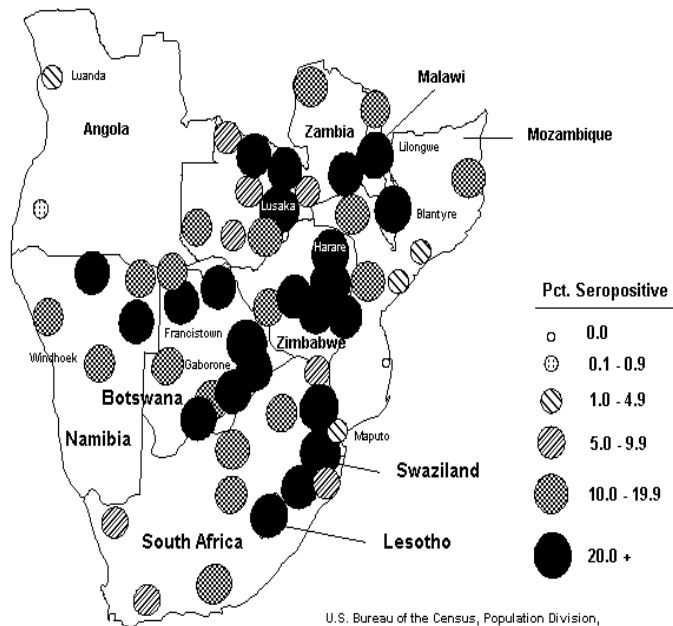 Luanda
Angola
Malawi
Zambia
Mozambique
Lilongwe
Lusaka
Blantyre
Harare
Pct. Seropositive
0.0
0.1 - 0.9
1.0 - 4.9
5.0 - 9.9
10.0 - 19.9
20.0 +
Francistown
Zimbabwe
Windhoek
Gaborone
Botswana
Namibia
Maputo
Swaziland
South Africa
Lesotho
U.S. Bureau of the Census, Population Division,